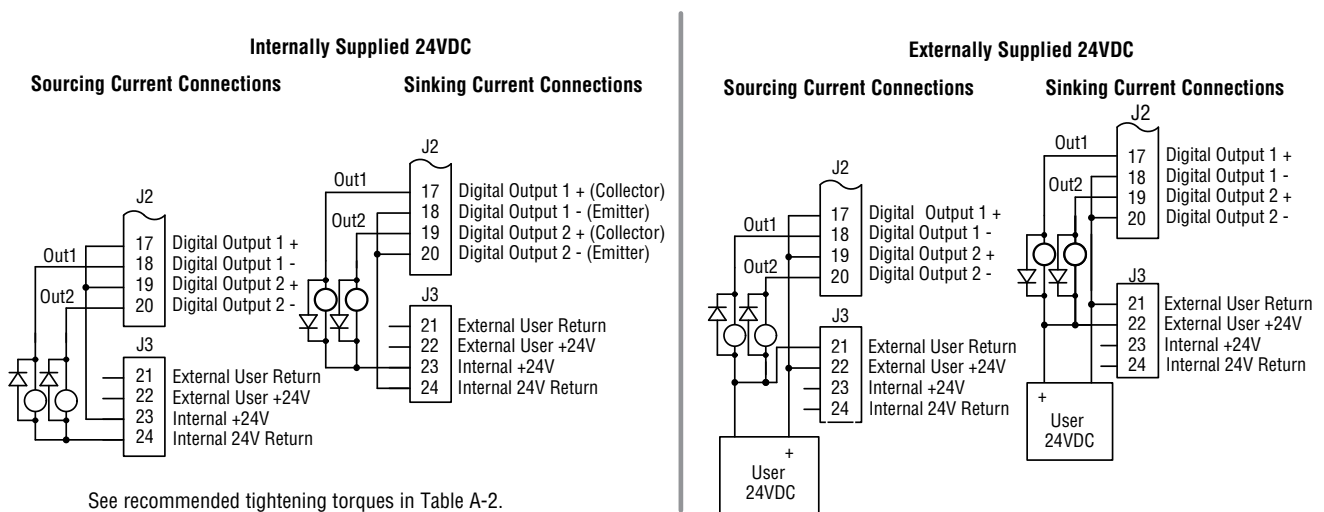 Internally Supplied 24VDC
Sourcing Current Connections
Sinking Current Connections
J2
Out1
17 Digital Output 1 +
18 Digital Output 1 -
Out2
19 Digital Output 2 +
20 Digital Output 2 -
J3
21 External User Return
22 External User +24V
23 Internal +24V
24 Internal 24V Return
J2
Out1
17 Digital Output 1 + (Collector)
18 Digital Output 1 - (Emitter)
Out2
19 Digital Output 2 + (Collector)
20 Digital Output 2 - (Emitter)
J3
21 External User Return
22 External User +24V
23 Internal +24V
24 Internal 24V Return
See recommended tightening torques in Table A-2.
Externally Supplied 24VDC
Sourcing Current Connections
Sinking Current Connections
J2
Out1
17 Digital Output 1 +
18 Digital Output 1 -
Out2
19 Digital Output 2 +
20 Digital Output 2 -
J3
21 External User Return
22 External User +24V
23 Internal +24V
24 Internal 24V Return
+
User
24VDC
J2
Out1
17 Digital Output 1 +
18 Digital Output 1 -
Out2
19 Digital Output 2 +
20 Digital Output 2 -
J3
21 External User Return
22 External User +24V
23 Internal +24V
24 Internal 24V Return
+
User
24VDC